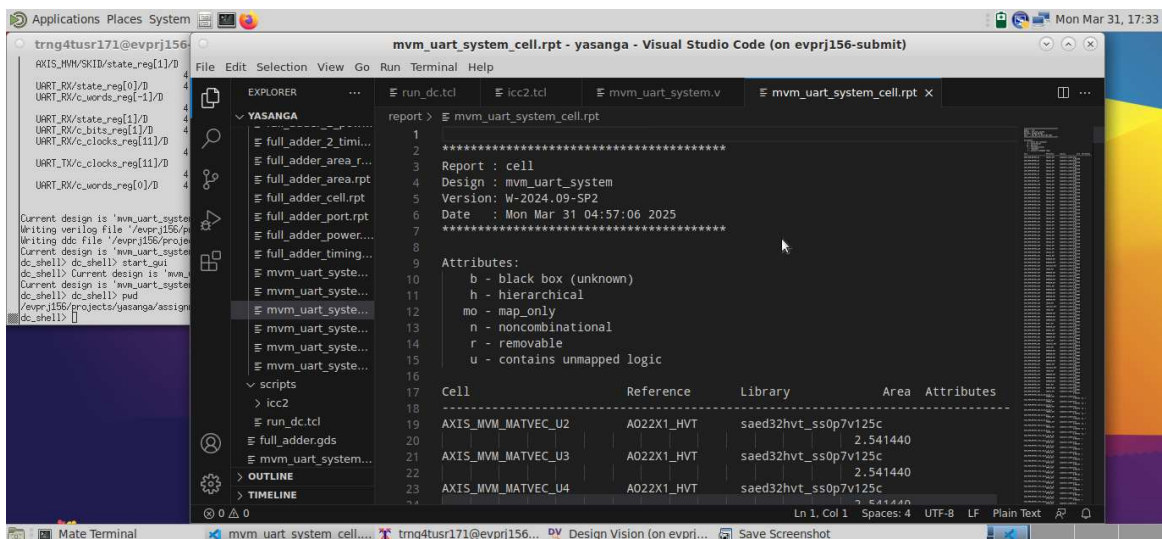 Applications Places System
Mon Mar 31, 17:33
trng4tusr171@evprj156-
AXIS_MVM/SKID/state_reg[1]/D
4
UART_RX/state_reg[0]/D 4
UART_RX/c_words_reg[-1]/D
4
UART_RX/state_reg[1]/D 4
UART_RX/c_bits_reg[1]/D 4
UART_RX/c_clocks_reg[11]/D
4
UART_TX/c_clocks_reg[11]/D
4
UART_RX/c_words_reg[0]/D 4
Current design is 'mvm_uart_syste
Writing verilog file '/evprj156/p
Writing ddc file '/evprj156/proje
Current design is 'mvm_uart_syste
dc_shell> dc_shell> start_gui
dc_shell> Current design is 'mvm_
Current design is 'mvm_uart_syste
dc_shell> dc_shell> pwd
/evprj156/projects/yasanga/assign
dc_shell>
mvm_uart_system_cell.rpt - yasanga - Visual Studio Code (on evprj156-submit)
File Edit Selection View Go Run Terminal Help
EXPLORER ...
YASANGA
full_adder_2_timi...
full_adder_area_r...
full_adder_area.rpt
full_adder_cell.rpt
full_adder_port.rpt
full_adder_power....
full_adder_timing...
mvm_uart_syste...
mvm_uart_syste...
mvm_uart_syste...
mvm_uart_syste...
mvm_uart_syste...
mvm_uart_syste...
scripts
icc2
run_dc.tcl
full_adder.gds
mvm_uart_system...
OUTLINE
TIMELINE
run_dc.tcl icc2.tcl mvm_uart_system.v mvm_uart_system_cell.rpt
report > mvm_uart_system_cell.rpt
1
2 ****************************************
3 Report : cell
4 Design : mvm_uart_system
5 Version: W-2024.09-SP2
6 Date : Mon Mar 31 04:57:06 2025
7 ****************************************
8
9 Attributes:
10 b - black box (unknown)
11 h - hierarchical
12 mo - map_only
13 n - noncombinational
14 r - removable
15 u - contains unmapped logic
16
17 Cell Reference Library Area Attributes
18 --------------------------------------------------------------------------------
19 AXIS_MVM_MATVEC_U2 AO22X1_HVT saed32hvt_ss0p7v125c
20 2.541440
21 AXIS_MVM_MATVEC_U3 AO22X1_HVT saed32hvt_ss0p7v125c
22 2.541440
23 AXIS_MVM_MATVEC_U4 AO22X1_HVT saed32hvt_ss0p7v125c
24 2.541440
0 0
Ln 1, Col 1 Spaces: 4 UTF-8 LF Plain Text
Mate Terminal
mvm_uart_system_cell....
trng4tusr171@evprj156...
Design Vision (on evprj...
Save Screenshot